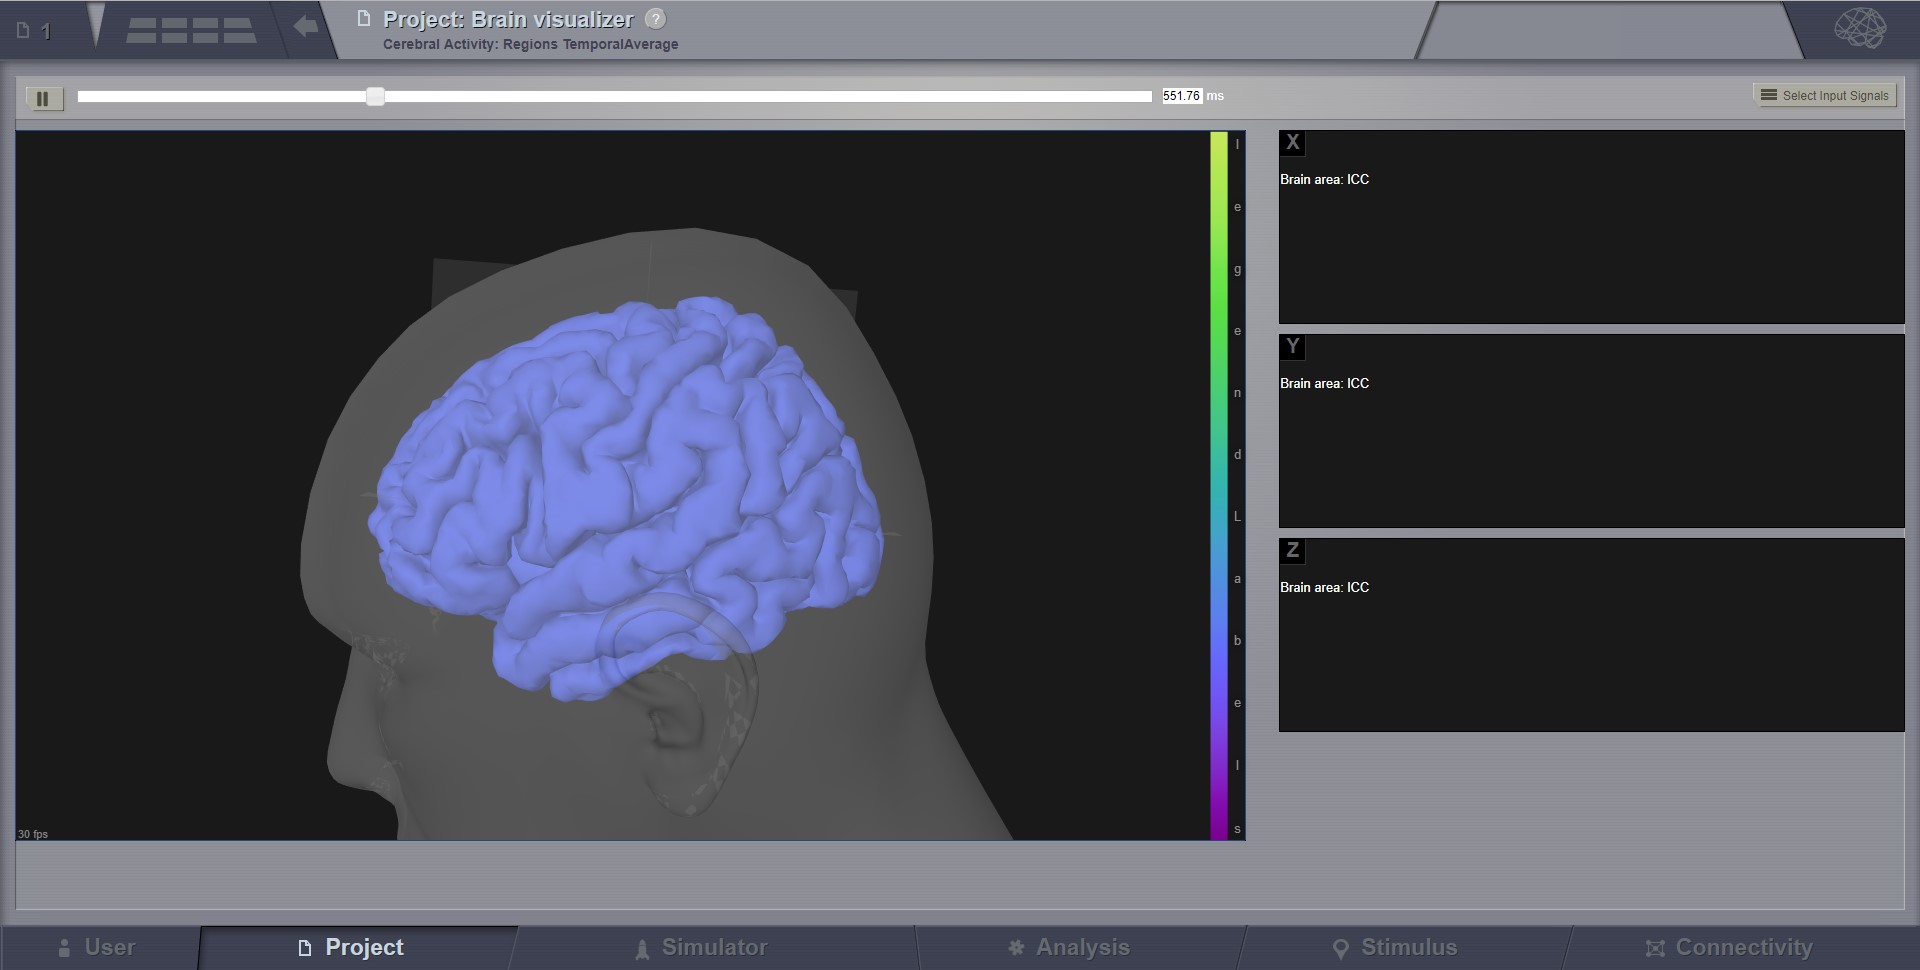 1
Project: Brain visualizer ?
Cerebral Activity: Regions TemporalAverage
551.76 ms
Select Input Signals
l
e
g
e
n
d
L
a
b
e
l
s
X
Brain area: ICC
Y
Brain area: ICC
Z
Brain area: ICC
30 fps
User
Project
Simulator
Analysis
Stimulus
Connectivity